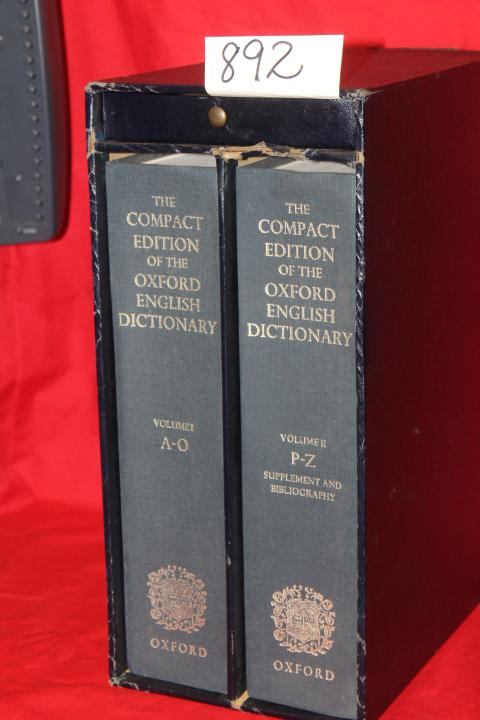 892
THE
COMPACT
EDITION
OF THE
OXFORD
ENGLISH
DICTIONARY
VOLUME I
A-O
OXFORD
THE
COMPACT
EDITION
OF THE
OXFORD
ENGLISH
DICTIONARY
VOLUME II
P-Z
SUPPLEMENT AND
BIBLIOGRAPHY
OXFORD